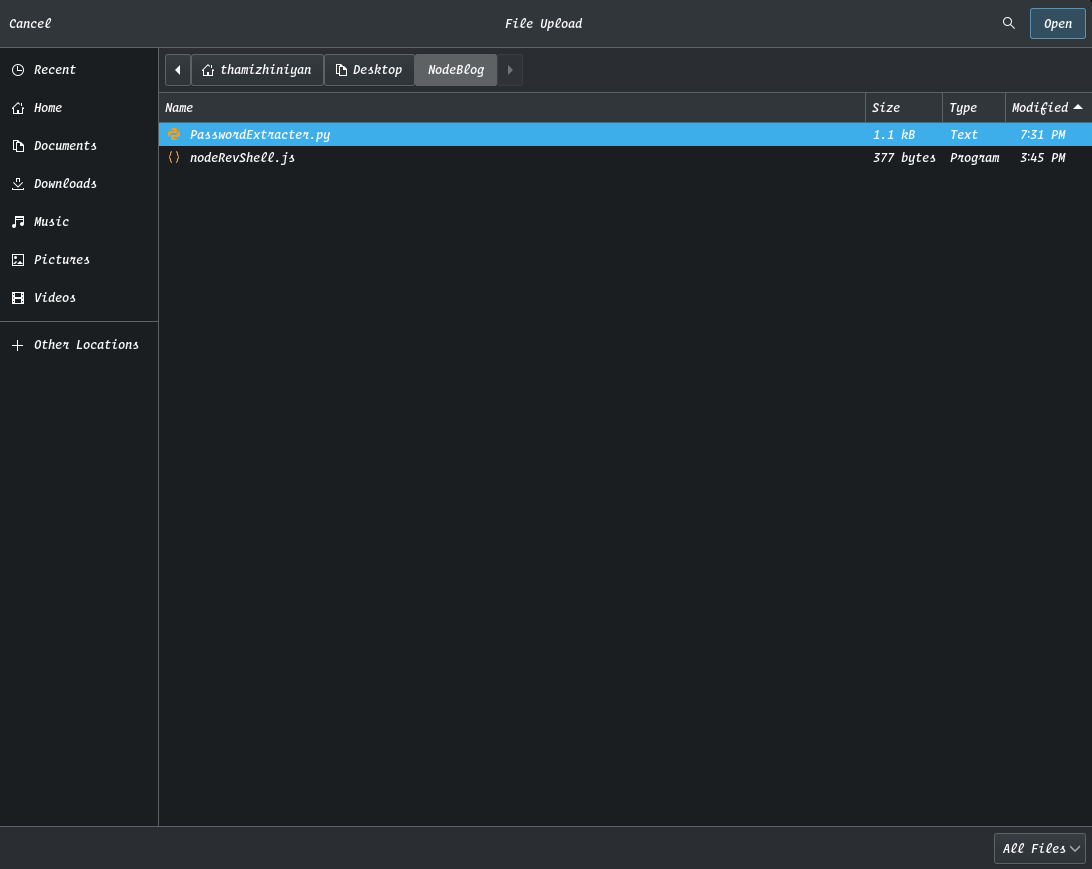 Cancel File Upload Open
Recent
Home
Documents
Downloads
Music
Pictures
Videos
Other Locations
thamizhiniyan Desktop NodeBlog
Name Size Type Modified
PasswordExtracter.py 1.1 kB Text 7:31 PM
nodeRevShell.js 377 bytes Program 3:45 PM
All Files